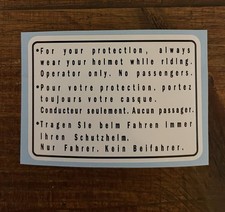 •For your protection, always
wear your helmet while riding.
Operator only. No passengers.
•Pour votre protection, portez
toujours votre casque.
Conducteur seulement. Aucun passager.
•Tragen Sie beim Fahren immer
Ihren Schutzhelm.
Nur Fahrer. Kein Beifahrer.